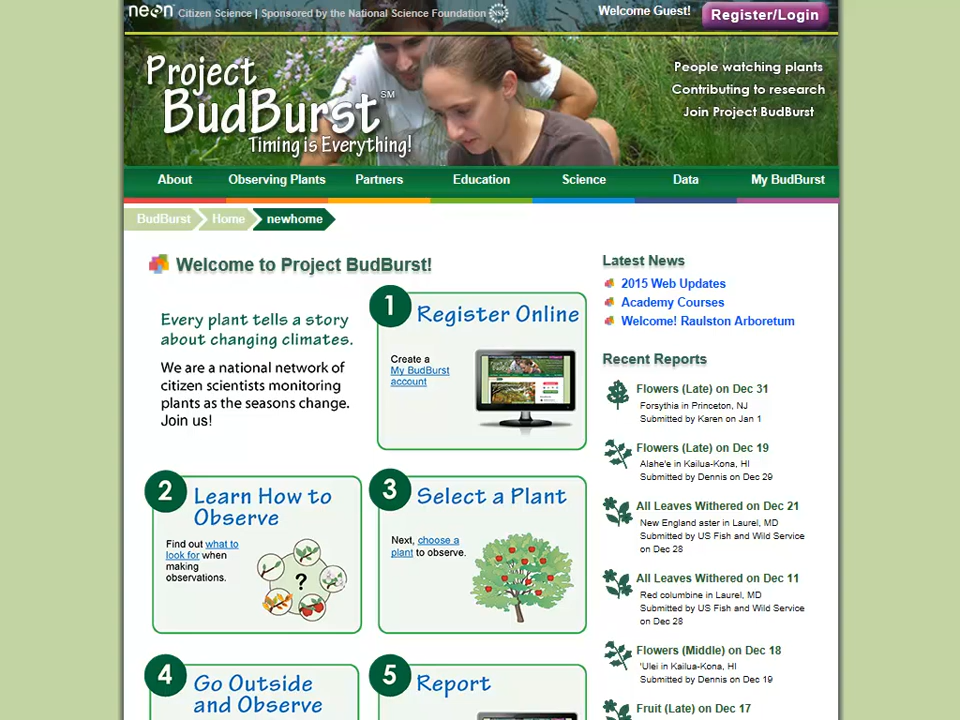 neon Citizen Science | Sponsored by the National Science Foundation NSF
Welcome Guest!
Register/Login
Project
BudBurst SM
Timing is Everything!
People watching plants
Contributing to research
Join Project BudBurst
About Observing Plants Partners Education Science Data My BudBurst
BudBurst Home newhome
Welcome to Project BudBurst!
Every plant tells a story
about changing climates.
We are a national network of
citizen scientists monitoring
plants as the seasons change.
Join us!
1 Register Online
Create a
My BudBurst
account
2 Learn How to
Observe
Find out what to
look for when
making
observations.
?
3 Select a Plant
Next, choose a
plant to observe.
4 Go Outside
and Observe
5 Report
Latest News
2015 Web Updates
Academy Courses
Welcome! Raulston Arboretum
Recent Reports
Flowers (Late) on Dec 31
Forsythia in Princeton, NJ
Submitted by Karen on Jan 1
Flowers (Late) on Dec 19
Alahe'e in Kailua-Kona, HI
Submitted by Dennis on Dec 29
All Leaves Withered on Dec 21
New England aster in Laurel, MD
Submitted by US Fish and Wild Service
on Dec 28
All Leaves Withered on Dec 11
Red columbine in Laurel, MD
Submitted by US Fish and Wild Service
on Dec 28
Flowers (Middle) on Dec 18
'Ulei in Kailua-Kona, HI
Submitted by Dennis on Dec 19
Fruit (Late) on Dec 17